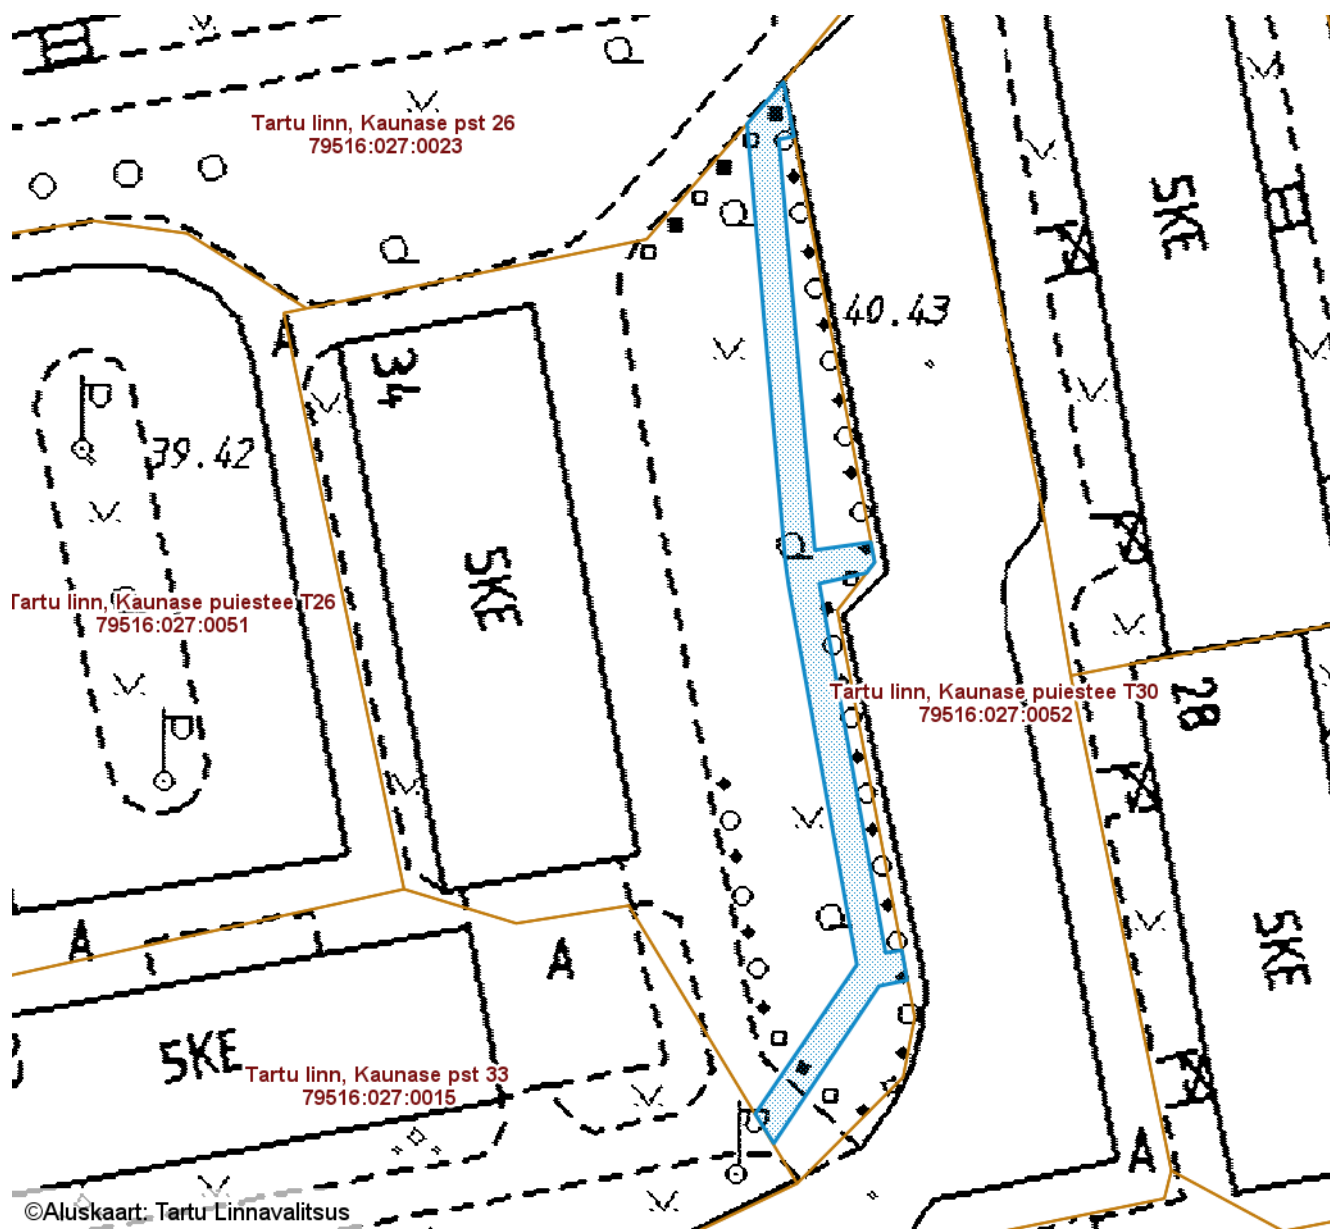 Tartu linn, Kaunase pst 26
79516:027:0023
5KE
40.43
A
34
39.42
5KE
Tartu linn, Kaunase puiestee T26
79516:027:0051
Tartu linn, Kaunase puiestee T30
79516:027:0052
28
A
A
5KE
5KE
Tartu linn, Kaunase pst 33
79516:027:0015
A
©Aluskaart: Tartu Linnavalitsus